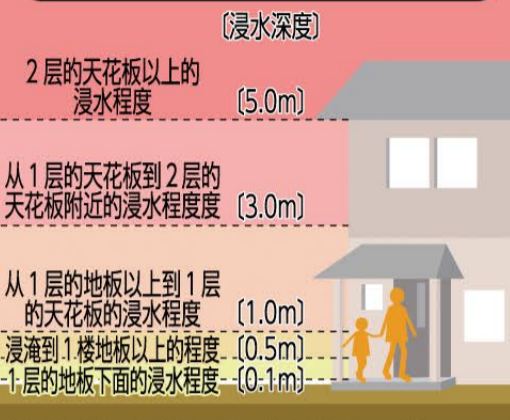 〔浸水深度〕
2层的天花板以上的
浸水程度 〔5.0m〕
从1层的天花板到2层的
天花板附近的浸水程度度 〔3.0m〕
从1层的地板以上到1层
的天花板的浸水程度 〔1.0m〕
浸淹到1楼地板以上的程度 〔0.5m〕
1层的地板下面的浸水程度 〔0.1m〕